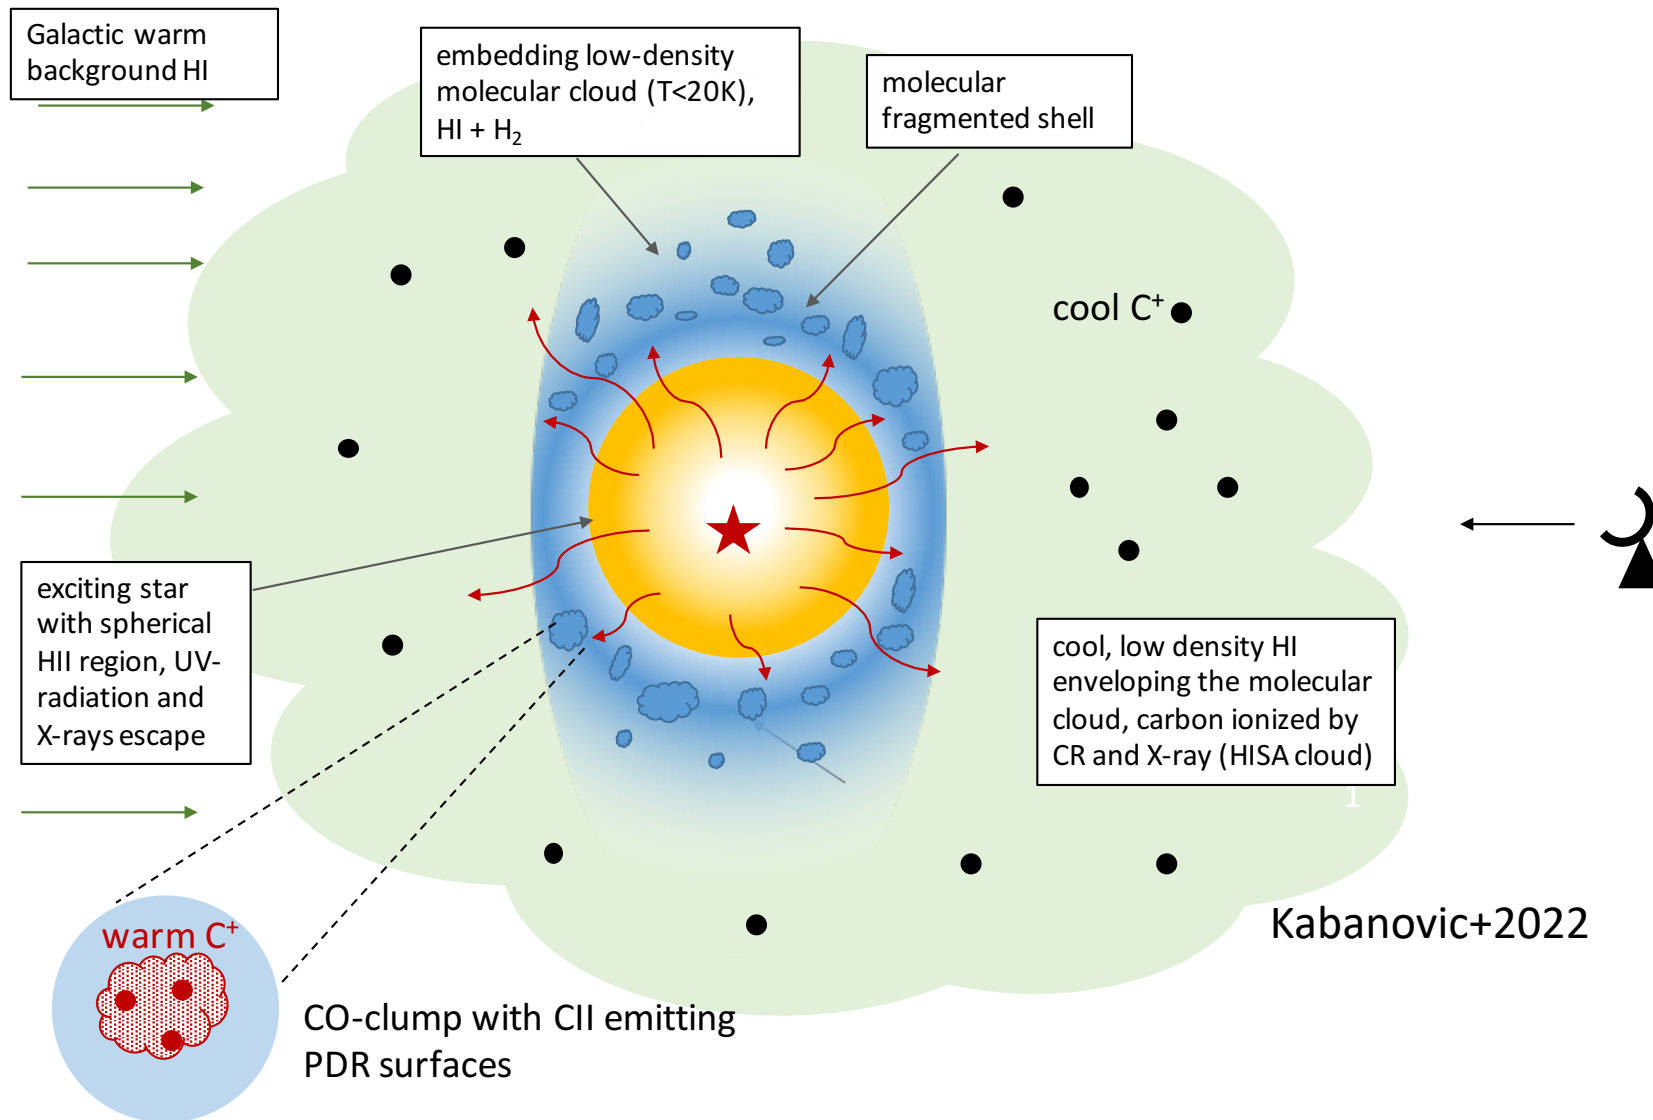 Galactic warm
background HI
embedding low-density
molecular cloud (T<20K),
HI + H₂
molecular
fragmented shell
cool C⁺
exciting star
with spherical
HII region, UV-
radiation and
X-rays escape
cool, low density HI
enveloping the molecular
cloud, carbon ionized by
CR and X-ray (HISA cloud)
1
Kabanovic+2022
warm C⁺
CO-clump with CII emitting
PDR surfaces